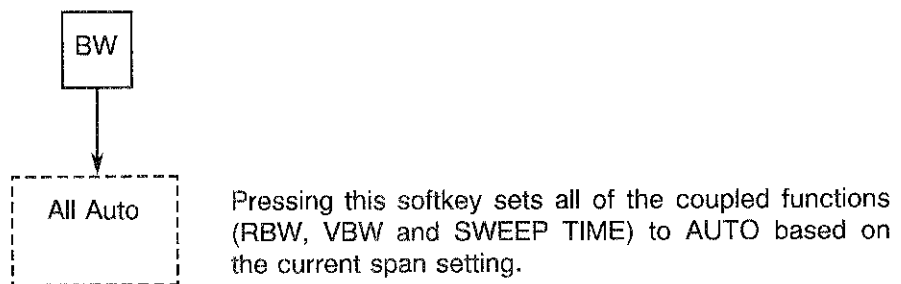 BW
All Auto
Pressing this softkey sets all of the coupled functions
(RBW, VBW and SWEEP TIME) to AUTO based on
the current span setting.